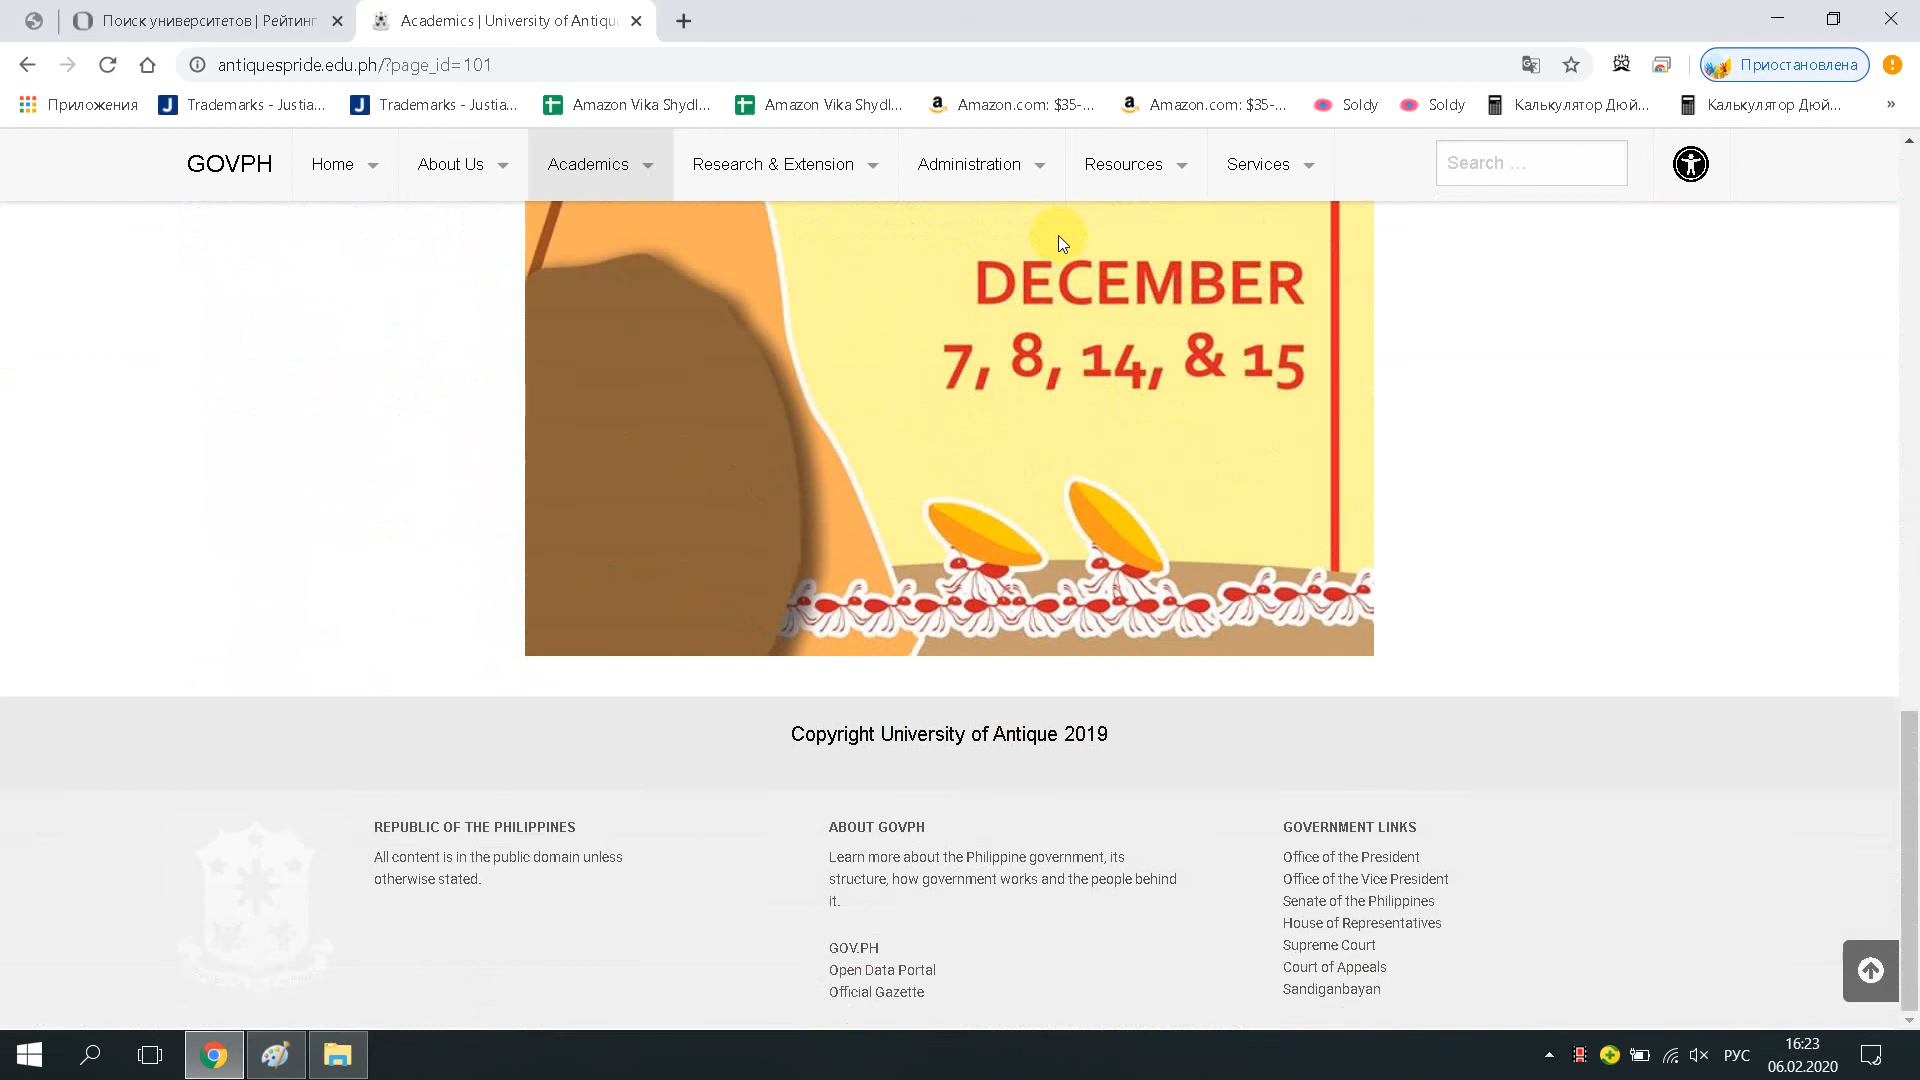 Поиск университетов | Рейтинг
Academics | University of Antique
antiquespride.edu.ph/?page_id=101
Приостановлена
Приложения
Trademarks - Justia...
Trademarks - Justia...
Amazon Vika Shydl...
Amazon Vika Shydl...
Amazon.com: $35-...
Amazon.com: $35-...
Soldy
Soldy
Калькулятор Дюй...
Калькулятор Дюй...
»
GOVPH
Home
About Us
Academics
Research & Extension
Administration
Resources
Services
Search ...
DECEMBER
7, 8, 14, & 15
Copyright University of Antique 2019
REPUBLIC OF THE PHILIPPINES
All content is in the public domain unless
otherwise stated.
ABOUT GOVPH
Learn more about the Philippine government, its
structure, how government works and the people behind
it.
GOV.PH
Open Data Portal
Official Gazette
GOVERNMENT LINKS
Office of the President
Office of the Vice President
Senate of the Philippines
House of Representatives
Supreme Court
Court of Appeals
Sandiganbayan
РУС
16:23
06.02.2020